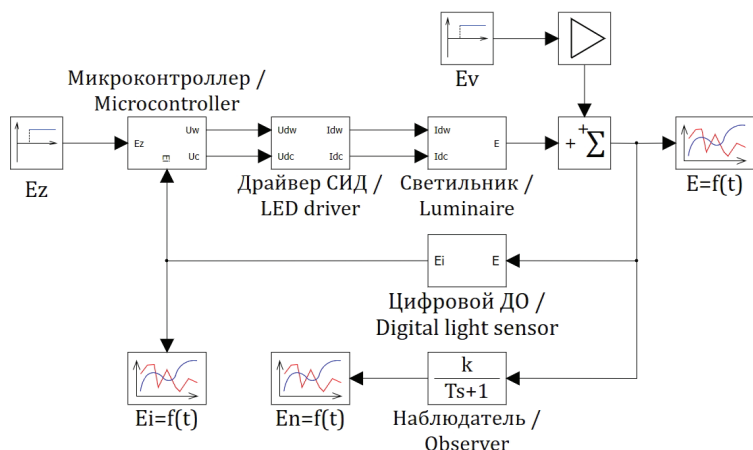 Ev
Микроконтроллер /
Microcontroller
Ez
Ez
Ei
Uw
Uc
Udw
Udc
Idw
Idc
Драйвер СИД /
LED driver
Idw
Idc
E
Светильник /
Luminaire
+
+
Σ
E=f(t)
Ei
E
Цифровой ДО /
Digital light sensor
Ei=f(t)
En=f(t)
k
Ts+1
Наблюдатель /
Observer